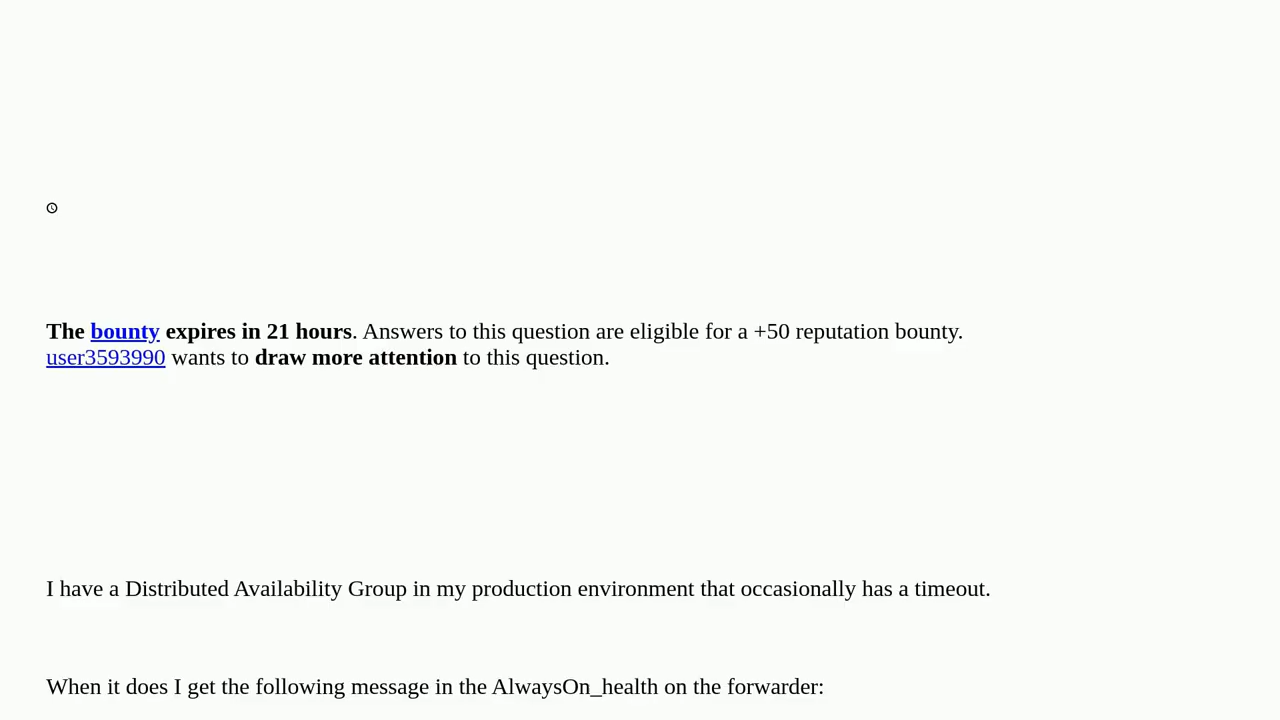 The bounty expires in 21 hours. Answers to this question are eligible for a +50 reputation bounty.
user3593990 wants to draw more attention to this question.
I have a Distributed Availability Group in my production environment that occasionally has a timeout.
When it does I get the following message in the AlwaysOn_health on the forwarder: